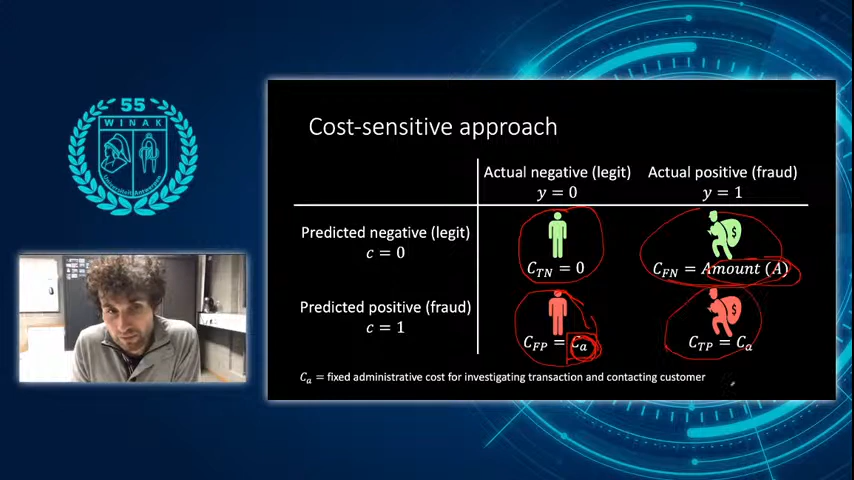 55
WINAK
Universiteit Antwerpen
Cost-sensitive approach
Actual negative (legit) Actual positive (fraud)
y = 0 y = 1
Predicted negative (legit)
c = 0
$
C_TN = 0 C_FN = Amount (A)
Predicted positive (fraud)
c = 1
$
C_FP = C_a C_TP = C_a
C_a = fixed administrative cost for investigating transaction and contacting customer